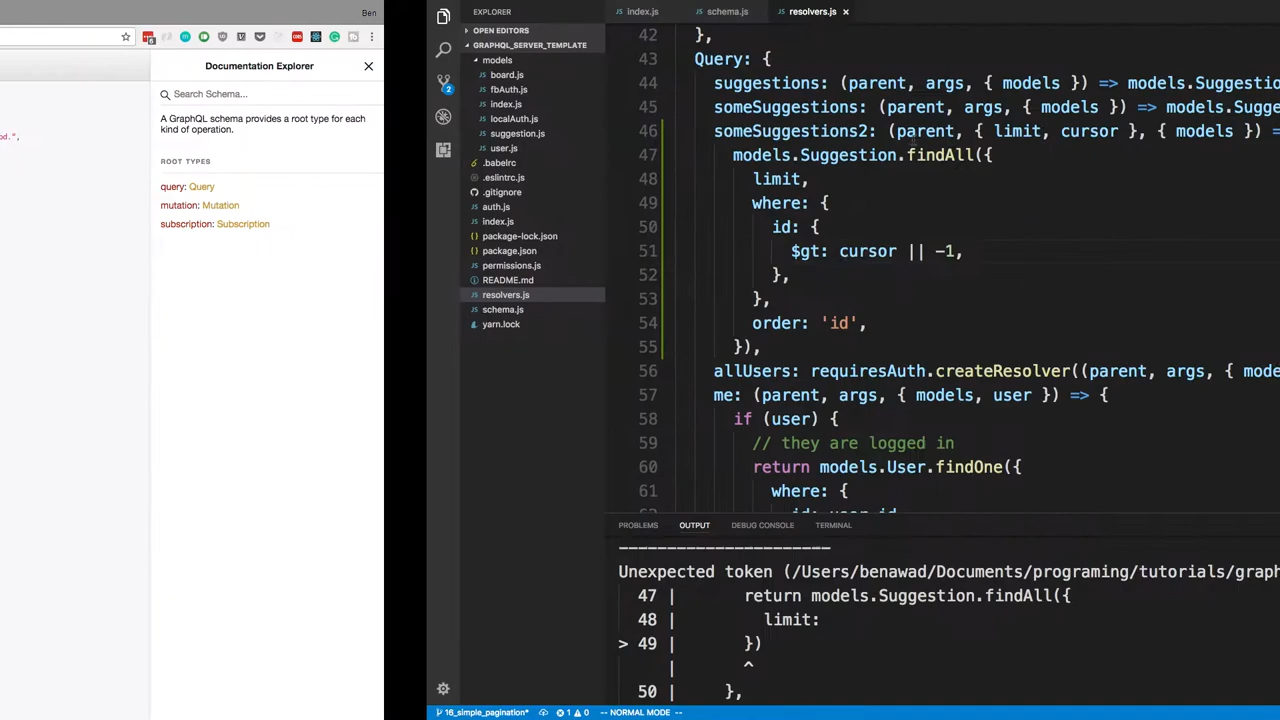 Ben
od.",
Documentation Explorer
Search Schema...
A GraphQL schema provides a root type for each
kind of operation.
ROOT TYPES
query: Query
mutation: Mutation
subscription: Subscription
EXPLORER
OPEN EDITORS
GRAPHQL_SERVER_TEMPLATE
models
board.js
fbAuth.js
index.js
localAuth.js
suggestion.js
user.js
.babelrc
.eslintrc.js
.gitignore
auth.js
index.js
package-lock.json
package.json
permissions.js
README.md
resolvers.js
schema.js
yarn.lock
2
index.js
schema.js
resolvers.js
42 },
43 Query: {
44 suggestions: (parent, args, { models }) => models.Suggestio
45 someSuggestions: (parent, args, { models }) => models.Sugge
46 someSuggestions2: (parent, { limit, cursor }, { models }) =
47 models.Suggestion.findAll({
48 limit,
49 where: {
50 id: {
51 $gt: cursor || -1,
52 },
53 },
54 order: 'id',
55 }),
56 allUsers: requiresAuth.createResolver((parent, args, { mode
57 me: (parent, args, { models, user }) => {
58 if (user) {
59 // they are logged in
60 return models.User.findOne({
61 where: {
PROBLEMS OUTPUT DEBUG CONSOLE TERMINAL
Unexpected token (/Users/benawad/Documents/programing/tutorials/graph
47 | return models.Suggestion.findAll({
48 | limit:
> 49 | })
| ^
50 | },
16_simple_pagination* 1 0 -- NORMAL MODE --